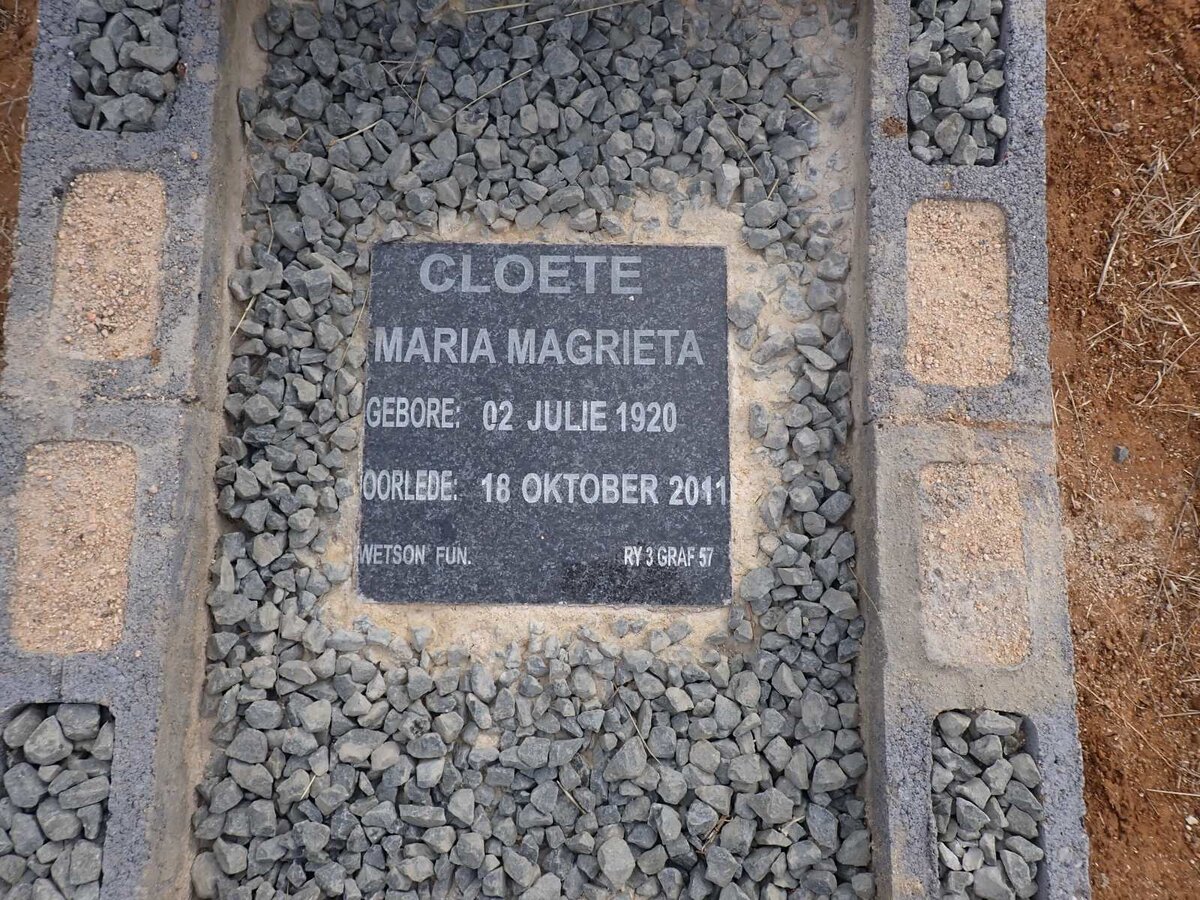 CLOETE
MARIA MAGRIETA
GEBORE: 02 JULIE 1920
OORLEDE: 18 OKTOBER 2011
WETSON FUN. RY 3 GRAF 57